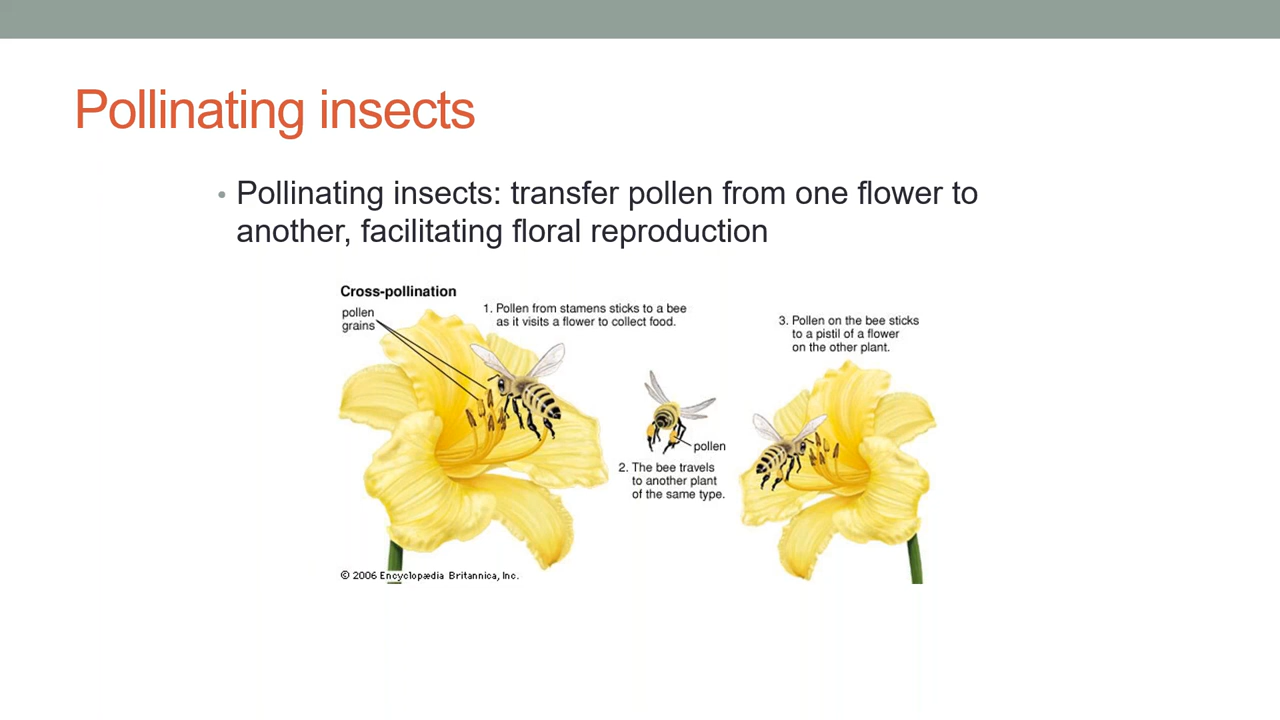 Pollinating insects
• Pollinating insects: transfer pollen from one flower to
another, facilitating floral reproduction
Cross-pollination
pollen
grains
1. Pollen from stamens sticks to a bee
as it visits a flower to collect food.
pollen
2. The bee travels
to another plant
of the same type.
3. Pollen on the bee sticks
to a pistil of a flower
on the other plant.
© 2006 Encyclopædia Britannica, Inc.